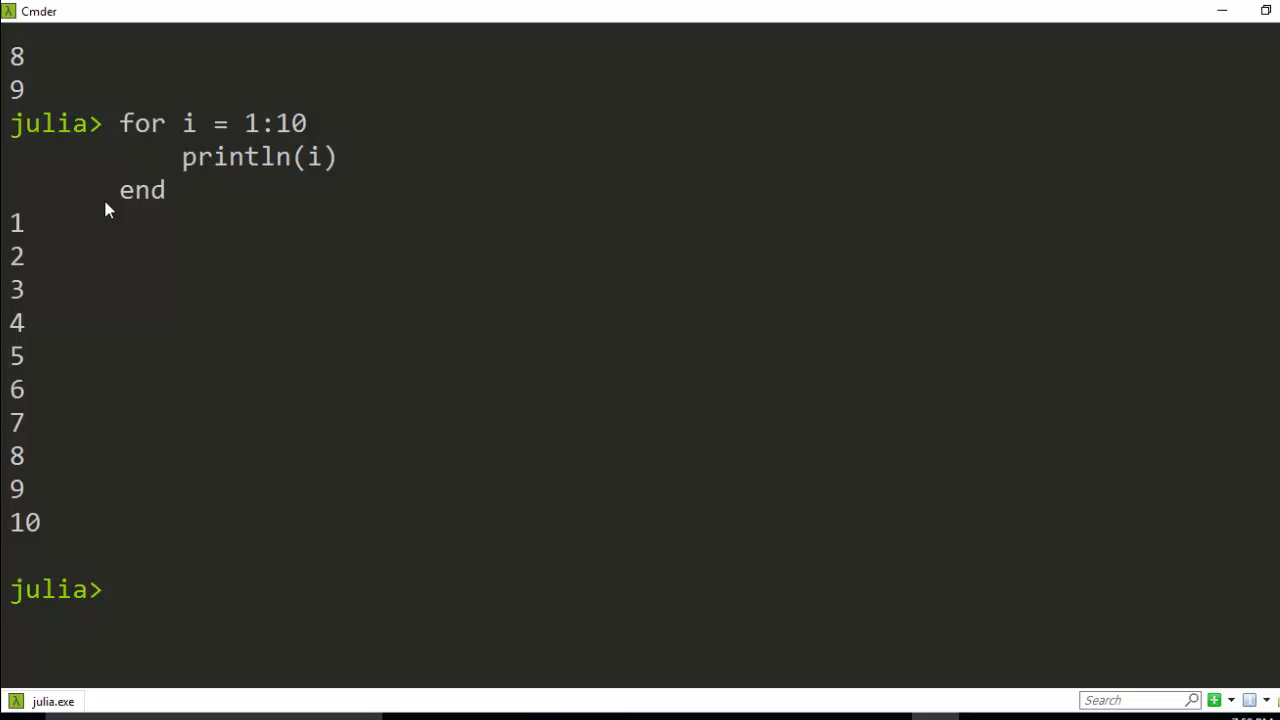 Cmder
8
9
julia> for i = 1:10
println(i)
end
1
2
3
4
5
6
7
8
9
10
julia>
julia.exe
Search